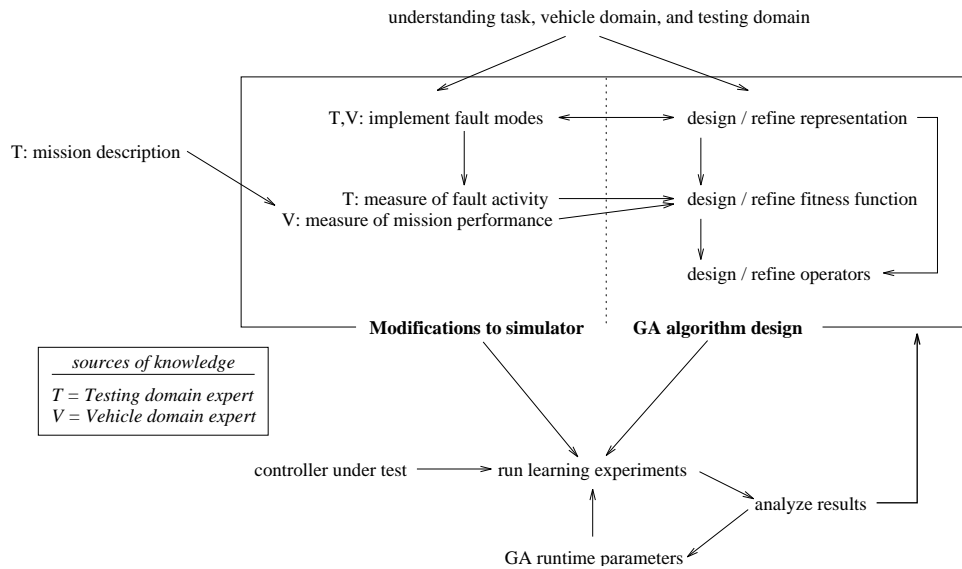 understanding task, vehicle domain, and testing domain
T,V: implement fault modes
design / refine representation
T: mission description
T: measure of fault activity
design / refine fitness function
V: measure of mission performance
design / refine operators
Modifications to simulator
GA algorithm design
sources of knowledge
T = Testing domain expert
V = Vehicle domain expert
controller under test
run learning experiments
analyze results
GA runtime parameters